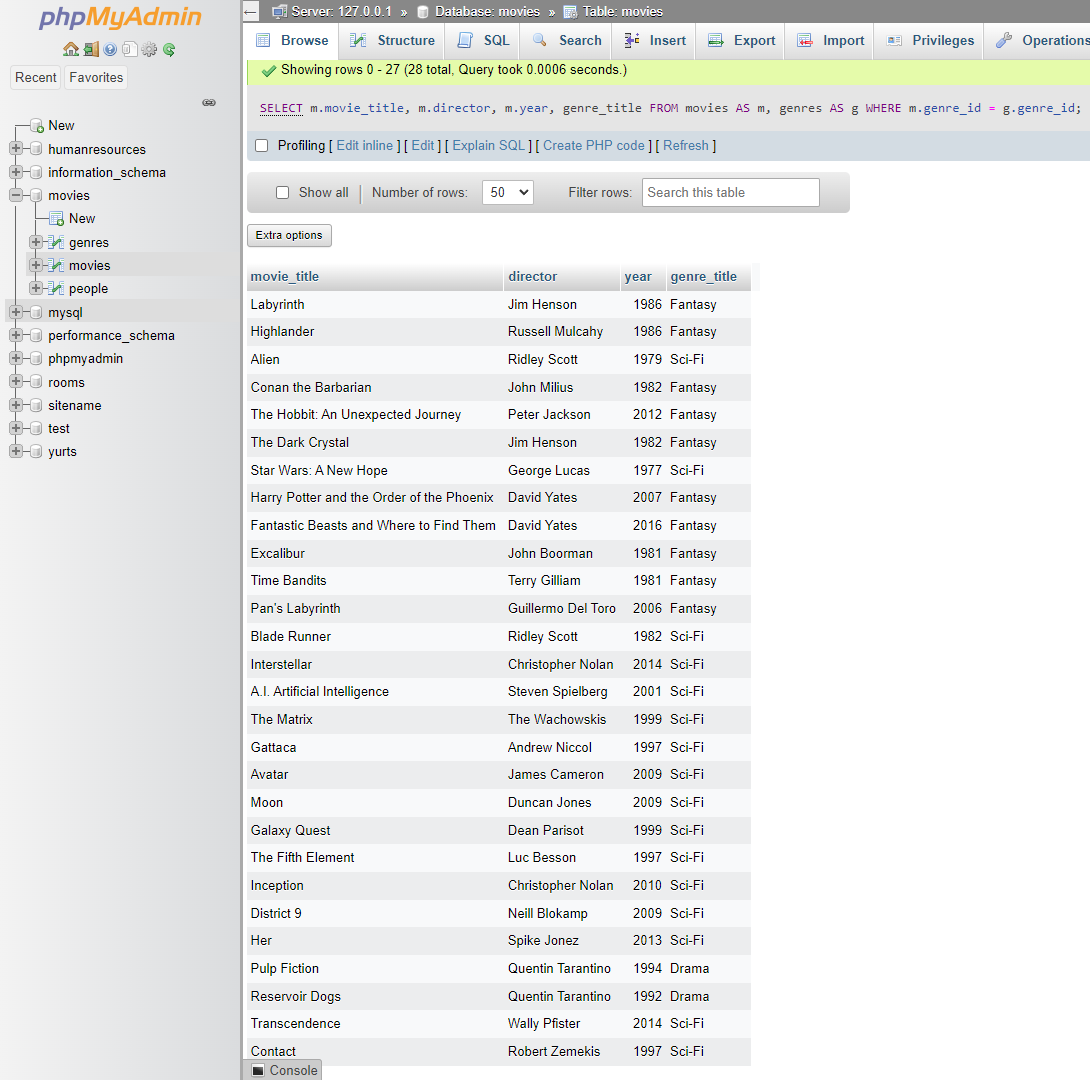 phpMyAdmin
Recent Favorites
New
humanresources
information_schema
movies
New
genres
movies
people
mysql
performance_schema
phpmyadmin
rooms
sitename
test
yurts
Server: 127.0.0.1 » Database: movies » Table: movies
Browse Structure SQL Search Insert Export Import Privileges Operations
Showing rows 0 - 27 (28 total, Query took 0.0006 seconds.)
SELECT m.movie_title, m.director, m.year, genre_title FROM movies AS m, genres AS g WHERE m.genre_id = g.genre_id;
Profiling [ Edit inline ] [ Edit ] [ Explain SQL ] [ Create PHP code ] [ Refresh ]
Show all Number of rows: 50 Filter rows: Search this table
Extra options
movie_title director year genre_title
Labyrinth Jim Henson 1986 Fantasy
Highlander Russell Mulcahy 1986 Fantasy
Alien Ridley Scott 1979 Sci-Fi
Conan the Barbarian John Milius 1982 Fantasy
The Hobbit: An Unexpected Journey Peter Jackson 2012 Fantasy
The Dark Crystal Jim Henson 1982 Fantasy
Star Wars: A New Hope George Lucas 1977 Sci-Fi
Harry Potter and the Order of the Phoenix David Yates 2007 Fantasy
Fantastic Beasts and Where to Find Them David Yates 2016 Fantasy
Excalibur John Boorman 1981 Fantasy
Time Bandits Terry Gilliam 1981 Fantasy
Pan's Labyrinth Guillermo Del Toro 2006 Fantasy
Blade Runner Ridley Scott 1982 Sci-Fi
Interstellar Christopher Nolan 2014 Sci-Fi
A.I. Artificial Intelligence Steven Spielberg 2001 Sci-Fi
The Matrix The Wachowskis 1999 Sci-Fi
Gattaca Andrew Niccol 1997 Sci-Fi
Avatar James Cameron 2009 Sci-Fi
Moon Duncan Jones 2009 Sci-Fi
Galaxy Quest Dean Parisot 1999 Sci-Fi
The Fifth Element Luc Besson 1997 Sci-Fi
Inception Christopher Nolan 2010 Sci-Fi
District 9 Neill Blokamp 2009 Sci-Fi
Her Spike Jonez 2013 Sci-Fi
Pulp Fiction Quentin Tarantino 1994 Drama
Reservoir Dogs Quentin Tarantino 1992 Drama
Transcendence Wally Pfister 2014 Sci-Fi
Contact Robert Zemekis 1997 Sci-Fi
Console